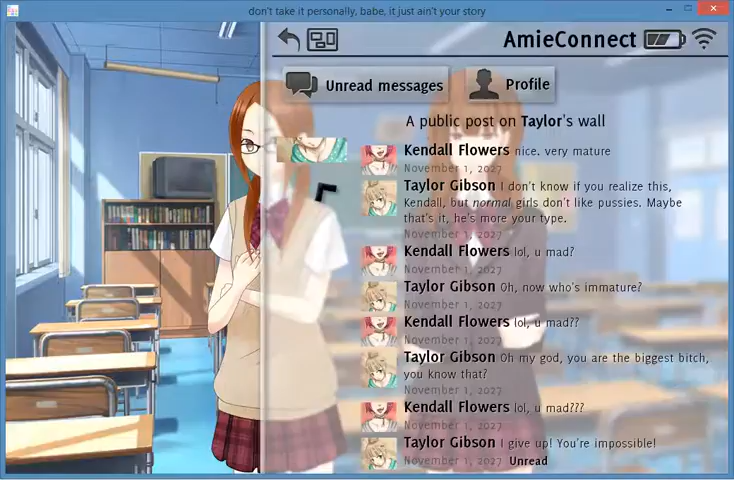 don't take it personally, babe, it just ain't your story
AmieConnect
Unread messages
Profile
A public post on Taylor's wall
Kendall Flowers nice. very mature
November 1, 2027
Taylor Gibson I don't know if you realize this,
Kendall, but normal girls don't like pussies. Maybe
that's it, he's more your type.
November 1, 2027
Kendall Flowers lol, u mad?
November 1, 2027
Taylor Gibson Oh, now who's immature?
November 1, 2027
Kendall Flowers lol, u mad??
November 1, 2027
Taylor Gibson Oh my god, you are the biggest bitch,
you know that?
November 1, 2027
Kendall Flowers lol, u mad???
November 1, 2027
Taylor Gibson I give up! You're impossible!
November 1, 2027 Unread